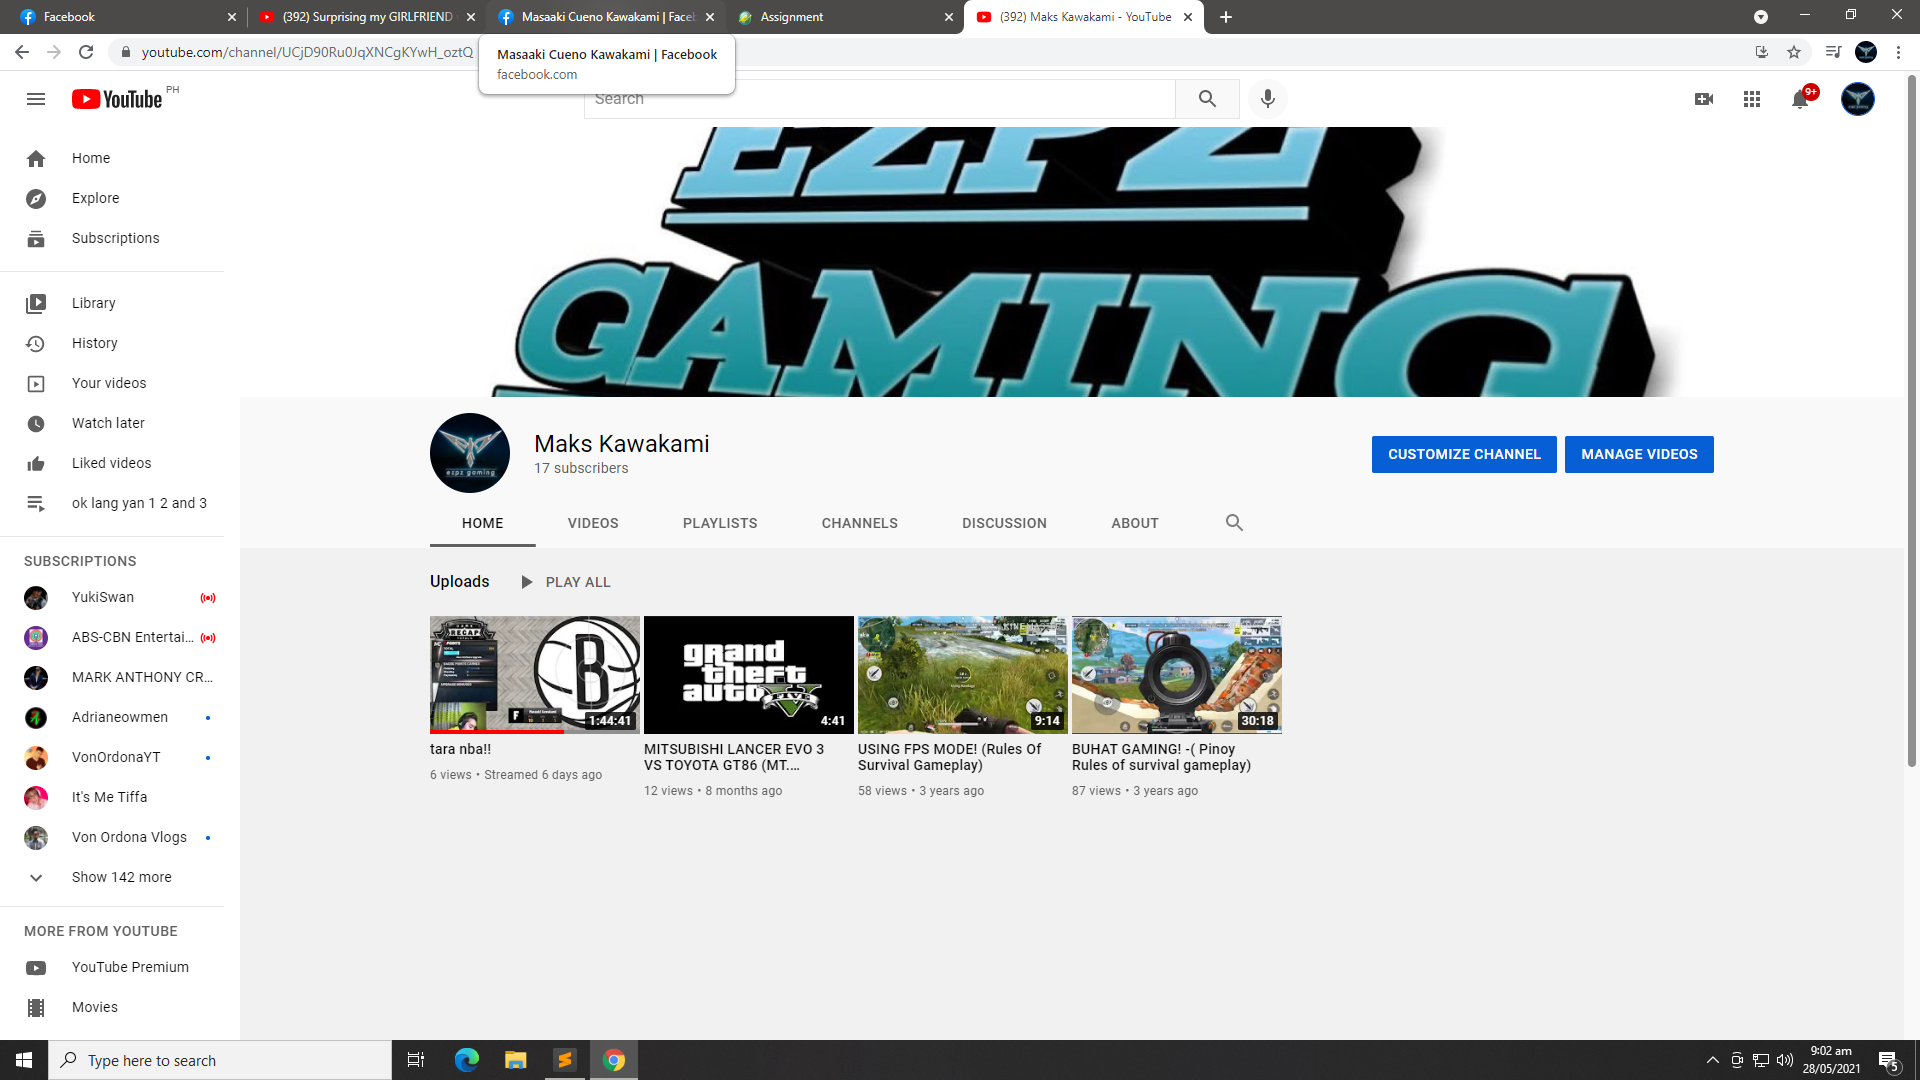 Facebook
(392) Surprising my GIRLFRIEND
Masaaki Cueno Kawakami | Face
Assignment
(392) Maks Kawakami - YouTube
youtube.com/channel/UCjD90Ru0JqXNCgKYwH_oztQ
Masaaki Cueno Kawakami | Facebook
facebook.com
YouTube PH
Search
9+
Home
Explore
Subscriptions
Library
History
Your videos
Watch later
Liked videos
ok lang yan 1 2 and 3
SUBSCRIPTIONS
YukiSwan
ABS-CBN Entertai...
MARK ANTHONY CR...
Adrianeowmen
VonOrdonaYT
It's Me Tiffa
Von Ordona Vlogs
Show 142 more
MORE FROM YOUTUBE
YouTube Premium
Movies
EZPZ
GAMING
ezpz gaming
Maks Kawakami
17 subscribers
CUSTOMIZE CHANNEL
MANAGE VIDEOS
HOME
VIDEOS
PLAYLISTS
CHANNELS
DISCUSSION
ABOUT
Uploads
PLAY ALL
RECAP
B
F
1:44:41
tara nba!!
6 views • Streamed 6 days ago
grand
theft
auto
FIVE
4:41
MITSUBISHI LANCER EVO 3
VS TOYOTA GT86 (MT....
12 views • 8 months ago
9:14
USING FPS MODE! (Rules Of
Survival Gameplay)
58 views • 3 years ago
30:18
BUHAT GAMING! -( Pinoy
Rules of survival gameplay)
87 views • 3 years ago
Type here to search
9:02 am
28/05/2021
5